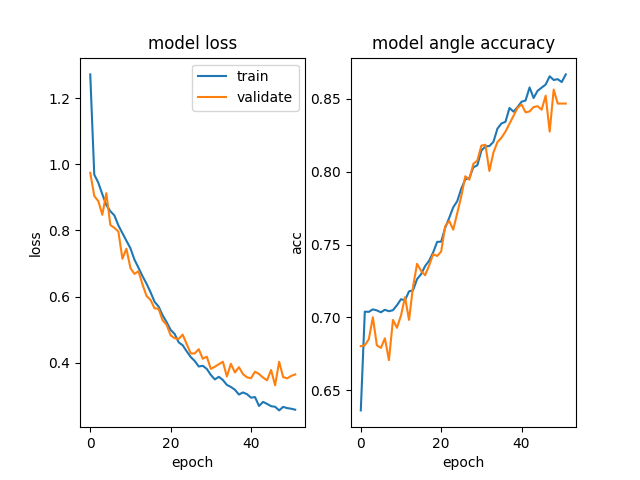 model loss
train
validate
1.2
1.0
0.8
0.6
0.4
loss
0 20 40
epoch
model angle accuracy
0.85
0.80
0.75
0.70
0.65
acc
0 20 40
epoch